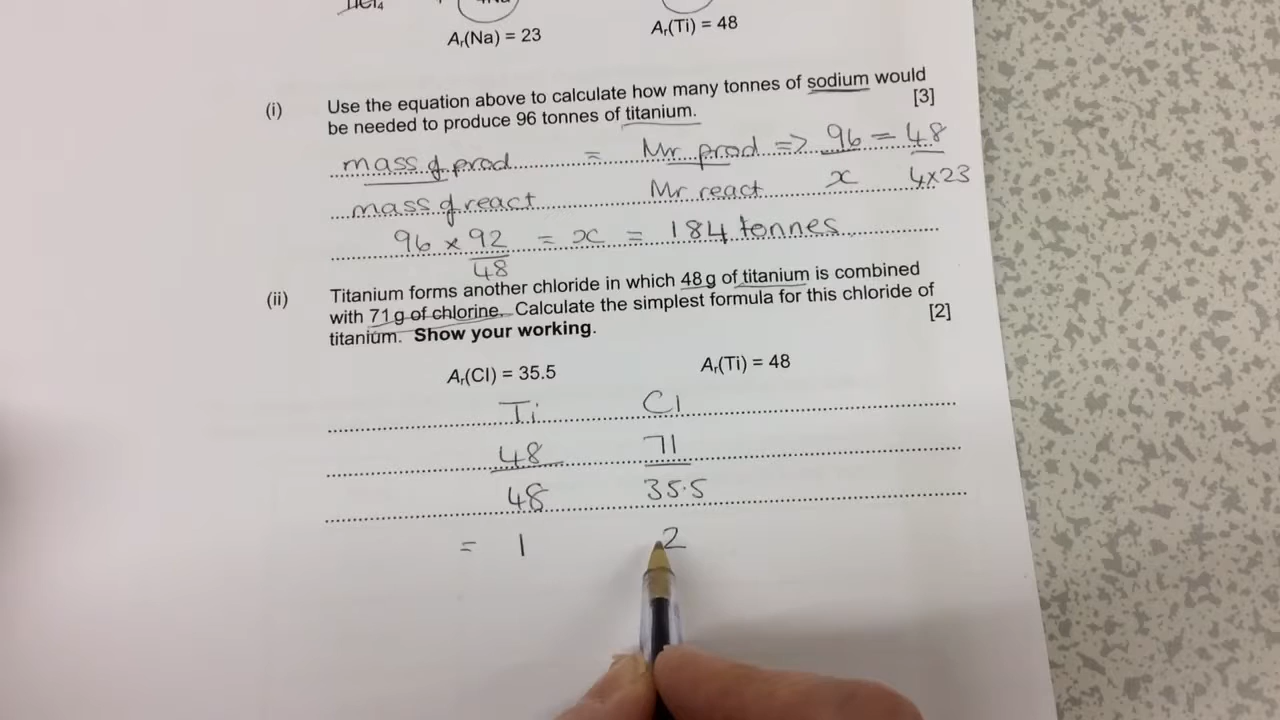 Ar(Na) = 23 Ar(Ti) = 48
(i) Use the equation above to calculate how many tonnes of sodium would
be needed to produce 96 tonnes of titanium. [3]
mass of prod = Mr prod => 96 = 48
mass of react Mr react x 4x23
96 x 92 = x = 184 tonnes
48
(ii) Titanium forms another chloride in which 48 g of titanium is combined
with 71 g of chlorine. Calculate the simplest formula for this chloride of
titanium. Show your working. [2]
Ar(Cl) = 35.5 Ar(Ti) = 48
Ti Cl
48 71
48 35.5
= 1 2